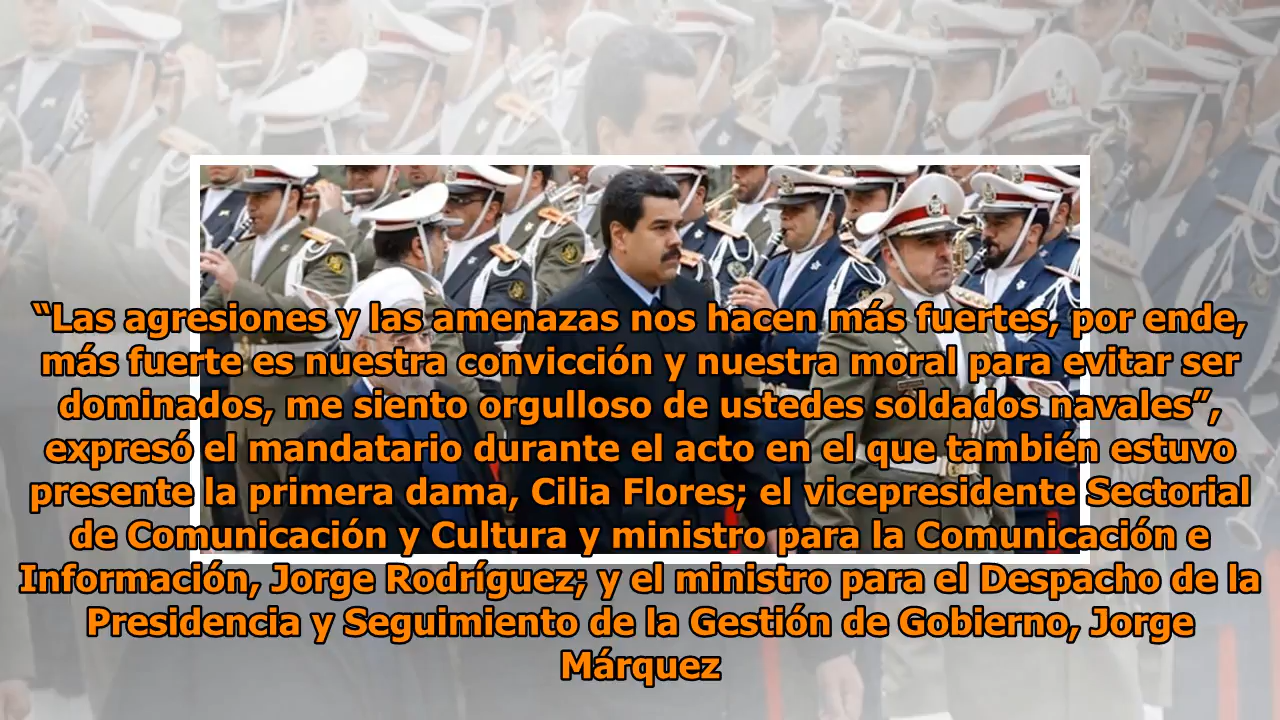 “Las agresiones y las amenazas nos hacen más fuertes, por ende,
más fuerte es nuestra convicción y nuestra moral para evitar ser
dominados, me siento orgulloso de ustedes soldados navales”,
expresó el mandatario durante el acto en el que también estuvo
presente la primera dama, Cilia Flores; el vicepresidente Sectorial
de Comunicación y Cultura y ministro para la Comunicación e
Información, Jorge Rodríguez; y el ministro para el Despacho de la
Presidencia y Seguimiento de la Gestión de Gobierno, Jorge
Márquez